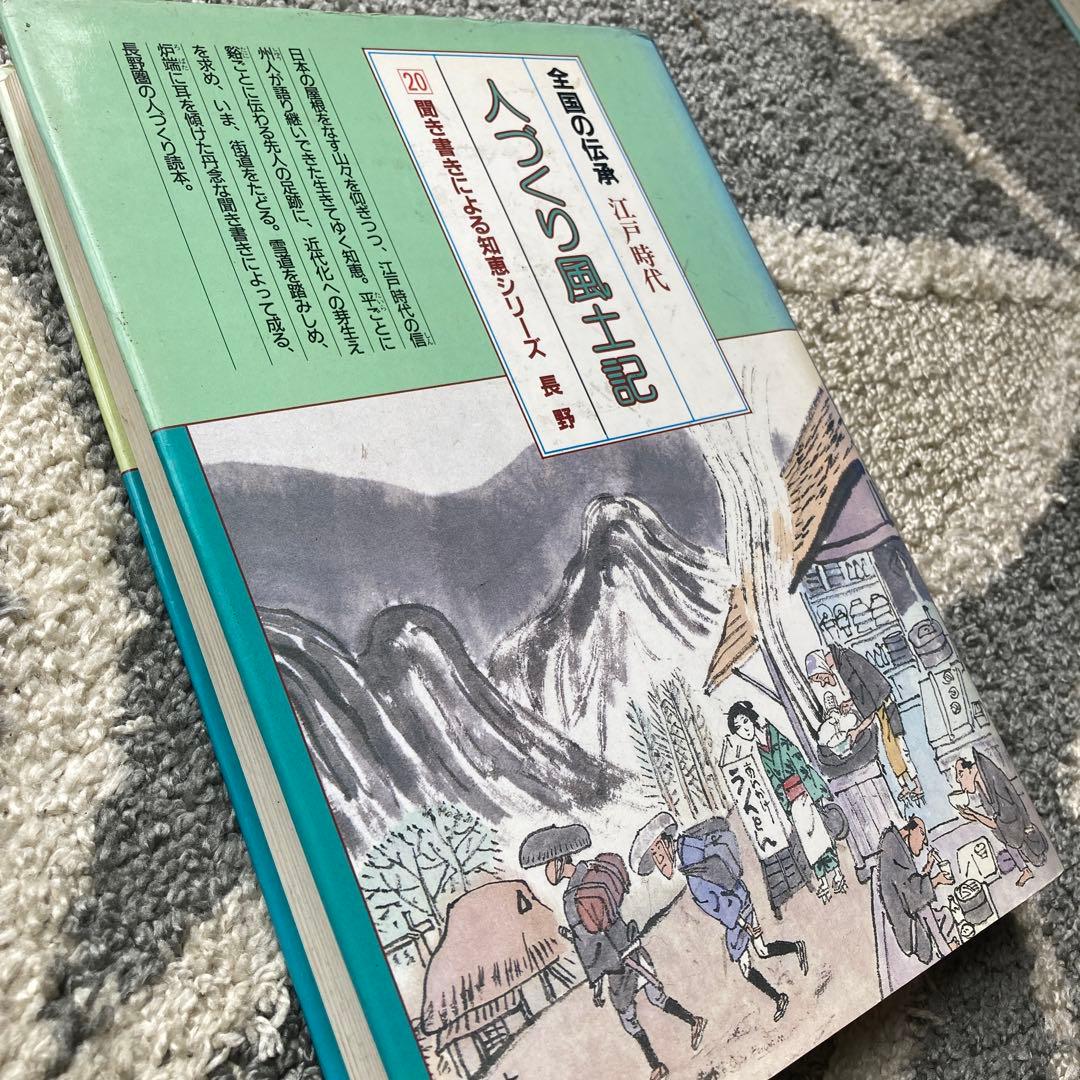 全国の伝承 江戸時代
人づくり風土記
20 聞き書きによる知恵シリーズ 長野
日本の屋根をなす山々を仰ぎつつ、江戸時代の信
州人が語り継いできた生きてゆく知恵。平ごとに
谿ごとに伝わる先人の足跡に、近代化への芽生え
を求め、いま、街道をたどる。雪道を踏みしめ、
炉端に耳を傾けた丹念な聞き書きによって成る、
長野圏の人づくり読本。
うんどん